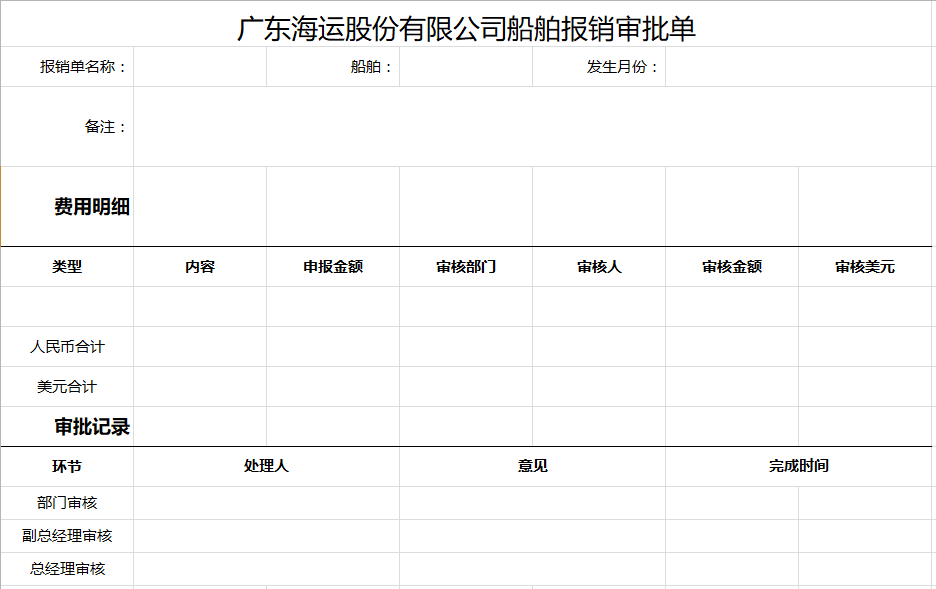 广东海运股份有限公司船舶报销审批单
报销单名称： 船舶： 发生月份：
备注：
费用明细
类型 内容 申报金额 审核部门 审核人 审核金额 审核美元
人民币合计
美元合计
审批记录
环节 处理人 意见 完成时间
部门审核
副总经理审核
总经理审核